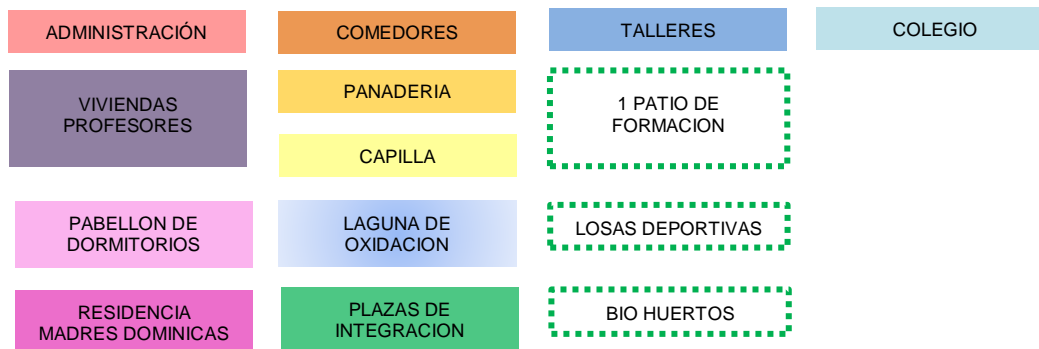 ADMINISTRACIÓN
COMEDORES
TALLERES
COLEGIO
VIVIENDAS
PROFESORES
PANADERIA
1 PATIO DE
FORMACION
CAPILLA
PABELLON DE
DORMITORIOS
LAGUNA DE
OXIDACION
LOSAS DEPORTIVAS
RESIDENCIA
MADRES DOMINICAS
PLAZAS DE
INTEGRACION
BIO HUERTOS